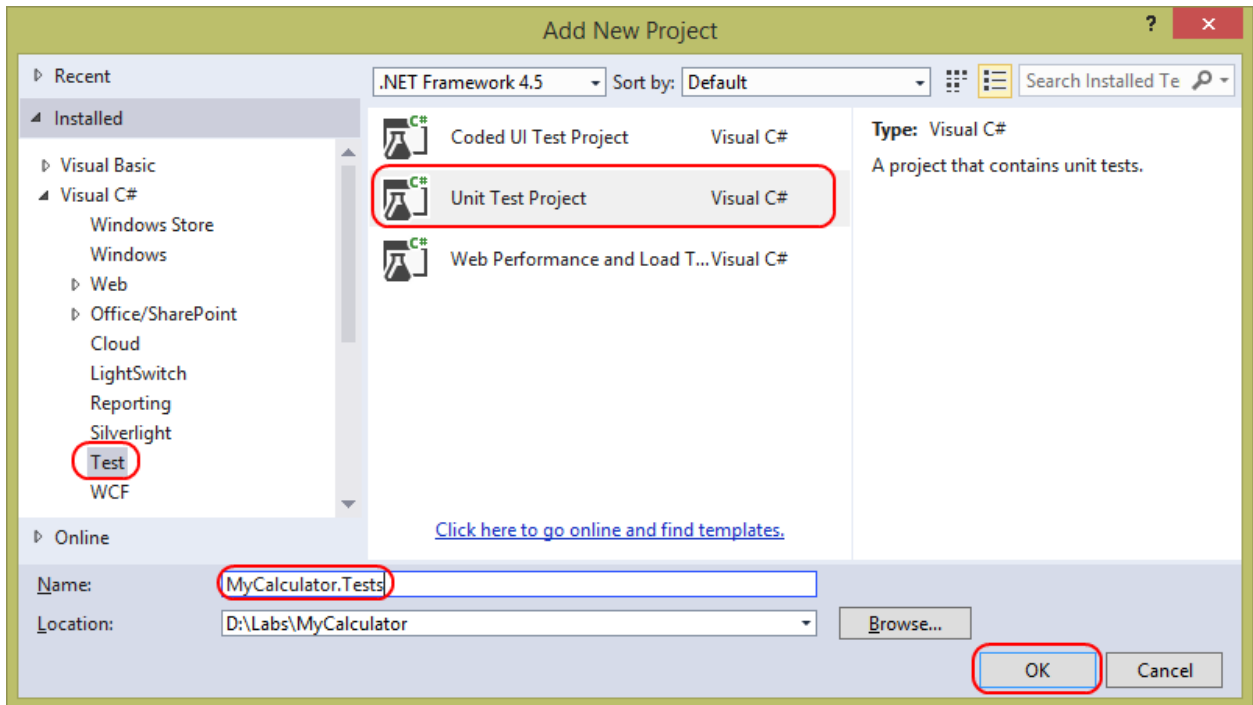 Add New Project
?
Recent
.NET Framework 4.5
Sort by:
Default
Search Installed Te
Installed
Visual Basic
Visual C#
Windows Store
Windows
Web
Office/SharePoint
Cloud
LightSwitch
Reporting
Silverlight
Test
WCF
Online
C#
Coded UI Test Project Visual C#
C#
Unit Test Project Visual C#
C#
Web Performance and Load T... Visual C#
Click here to go online and find templates.
Type: Visual C#
A project that contains unit tests.
Name: MyCalculator.Tests
Location: D:\Labs\MyCalculator
Browse...
OK
Cancel